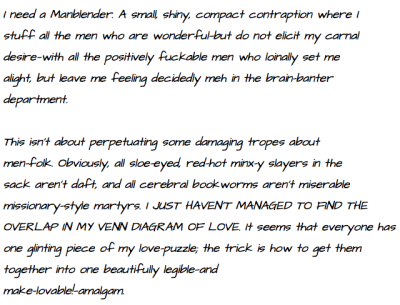 I need a Manblender. A small, shiny, compact contraption where I
stuff all the men who are wonderful-but do not elicit my carnal
desire-with all the positively fuckable men who loinally set me
alight, but leave me feeling decidedly meh in the brain-banter
department.
This isn't about perpetuating some damaging tropes about
men-folk. Obviously, all sloe-eyed, red-hot minx-y slayers in the
sack aren't daft, and all cerebral bookworms aren't miserable
missionary-style martyrs. I JUST HAVEN'T MANAGED TO FIND THE
OVERLAP IN MY VENN DIAGRAM OF LOVE. It seems that everyone has
one glinting piece of my love-puzzle; the trick is how to get them
together into one beautifully legible-and
make-lovable!-amalgam.